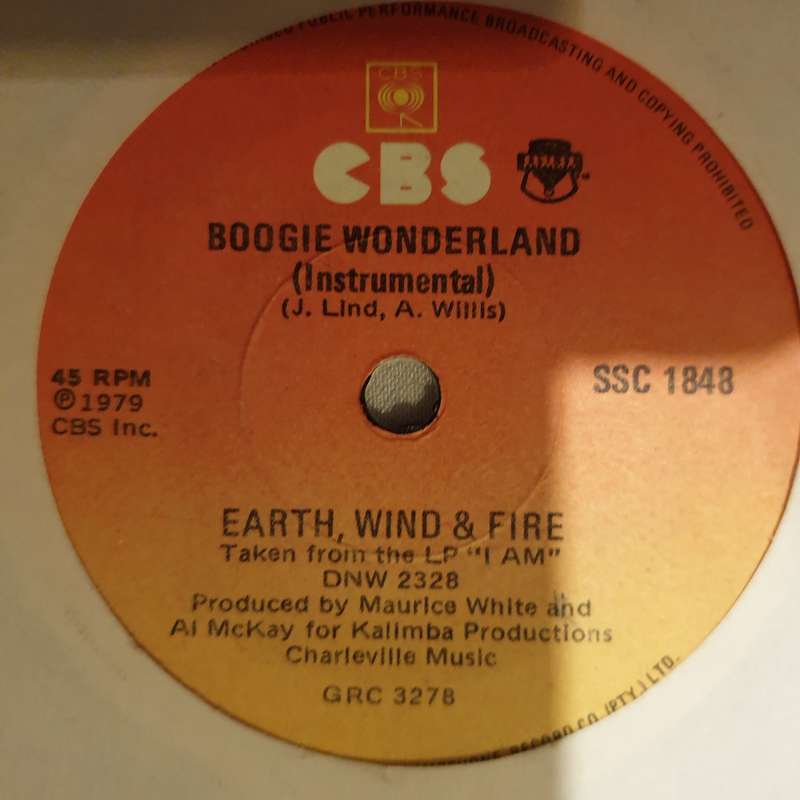 PUBLIC PERFORMANCE BROADCASTING AND COPYING PROHIBITED
CBS
CBS
BOOGIE WONDERLAND
(Instrumental)
(J. Lind, A. Willis)
45 RPM
℗1979
CBS Inc.
SSC 1848
EARTH, WIND & FIRE
Taken from the LP "I AM"
DNW 2328
Produced by Maurice White and
Al McKay for Kalimba Productions
Charleville Music
GRC 3278
RECORD CO. (PTY.) LTD.